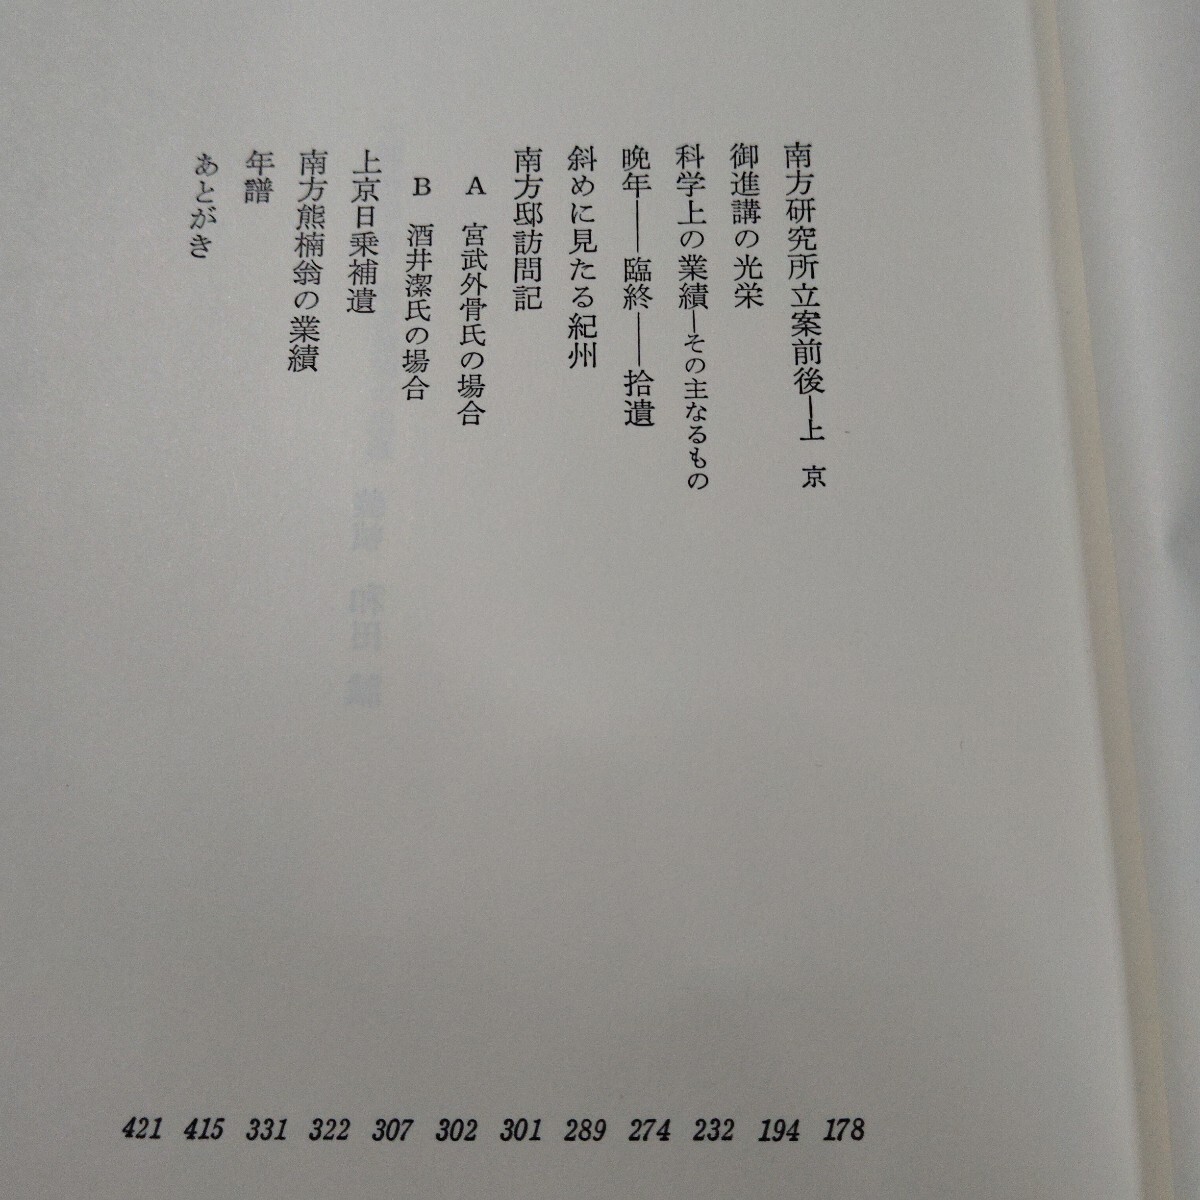 南方研究所立案前後―上 京 178
御進講の光栄 194
科学上の業績―その主なるもの 232
晩年――臨終――拾遺 274
斜めに見たる紀州 289
南方邸訪問記 301
A 宮武外骨氏の場合 302
B 酒井潔氏の場合 307
上京日乗補遺 322
南方熊楠翁の業績 331
年譜 415
あとがき 421